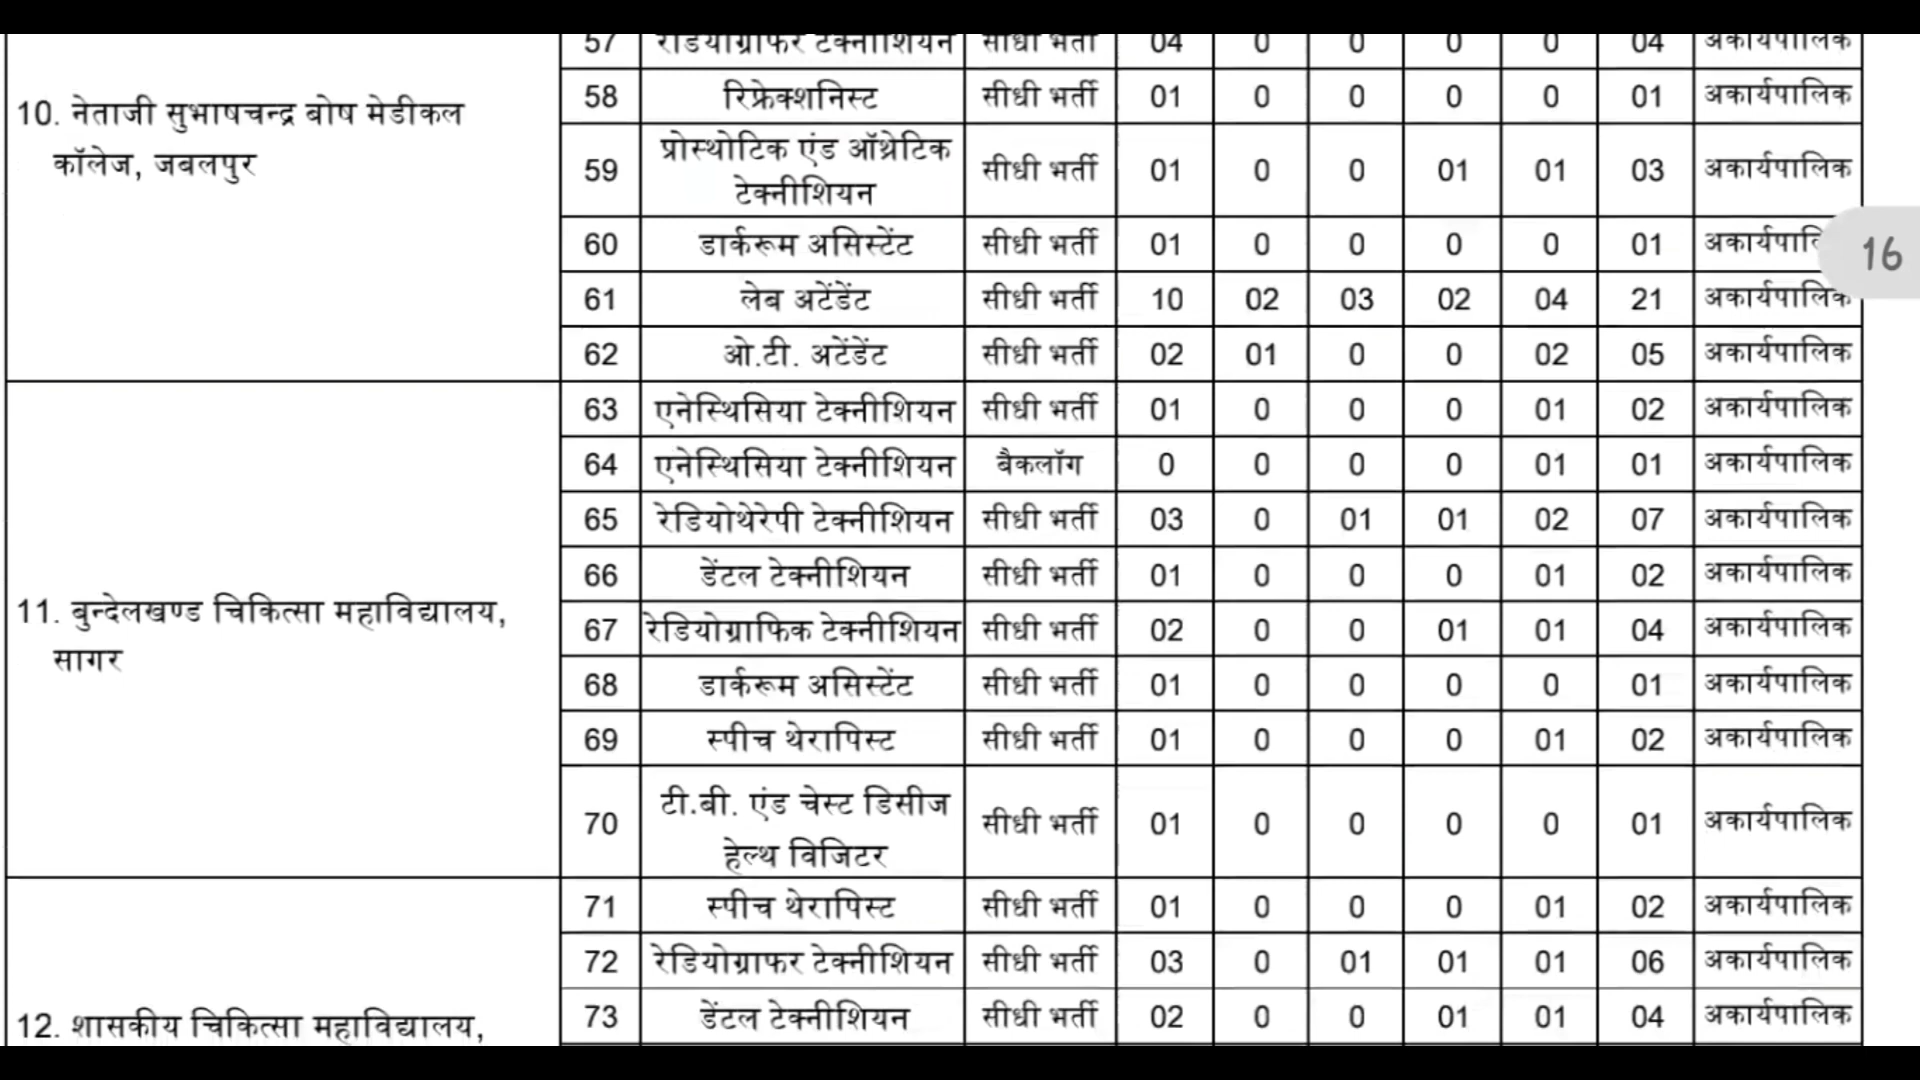 57 रेडियोग्राफर टेक्नीशियन सीधी भर्ती 04 0 0 0 0 04 अकार्यपालिक
10. नेताजी सुभाषचन्द्र बोष मेडीकल
कॉलेज, जबलपुर
58 रिफ्रेक्शनिस्ट सीधी भर्ती 01 0 0 0 0 01 अकार्यपालिक
प्रोस्थोटिक एंड ऑथ्रेटिक
59 टेक्नीशियन सीधी भर्ती 01 0 0 01 01 03 अकार्यपालिक
60 डार्करूम असिस्टेंट सीधी भर्ती 01 0 0 0 0 01 अकार्यपालि
16
61 लेब अटेंडेंट सीधी भर्ती 10 02 03 02 04 21 अकार्यपालिक
62 ओ.टी. अटेंडेंट सीधी भर्ती 02 01 0 0 02 05 अकार्यपालिक
11. बुन्देलखण्ड चिकित्सा महाविद्यालय,
सागर
63 एनेस्थिसिया टेक्नीशियन सीधी भर्ती 01 0 0 0 01 02 अकार्यपालिक
64 एनेस्थिसिया टेक्नीशियन बैकलॉग 0 0 0 0 01 01 अकार्यपालिक
65 रेडियोथेरेपी टेक्नीशियन सीधी भर्ती 03 0 01 01 02 07 अकार्यपालिक
66 डेंटल टेक्नीशियन सीधी भर्ती 01 0 0 0 01 02 अकार्यपालिक
67 रेडियोग्राफिक टेक्नीशियन सीधी भर्ती 02 0 0 01 01 04 अकार्यपालिक
68 डार्करूम असिस्टेंट सीधी भर्ती 01 0 0 0 0 01 अकार्यपालिक
69 स्पीच थेरापिस्ट सीधी भर्ती 01 0 0 0 01 02 अकार्यपालिक
टी.बी. एंड चेस्ट डिसीज
70 हेल्थ विजिटर सीधी भर्ती 01 0 0 0 0 01 अकार्यपालिक
12. शासकीय चिकित्सा महाविद्यालय,
71 स्पीच थेरापिस्ट सीधी भर्ती 01 0 0 0 01 02 अकार्यपालिक
72 रेडियोग्राफर टेक्नीशियन सीधी भर्ती 03 0 01 01 01 06 अकार्यपालिक
73 डेंटल टेक्नीशियन सीधी भर्ती 02 0 0 01 01 04 अकार्यपालिक